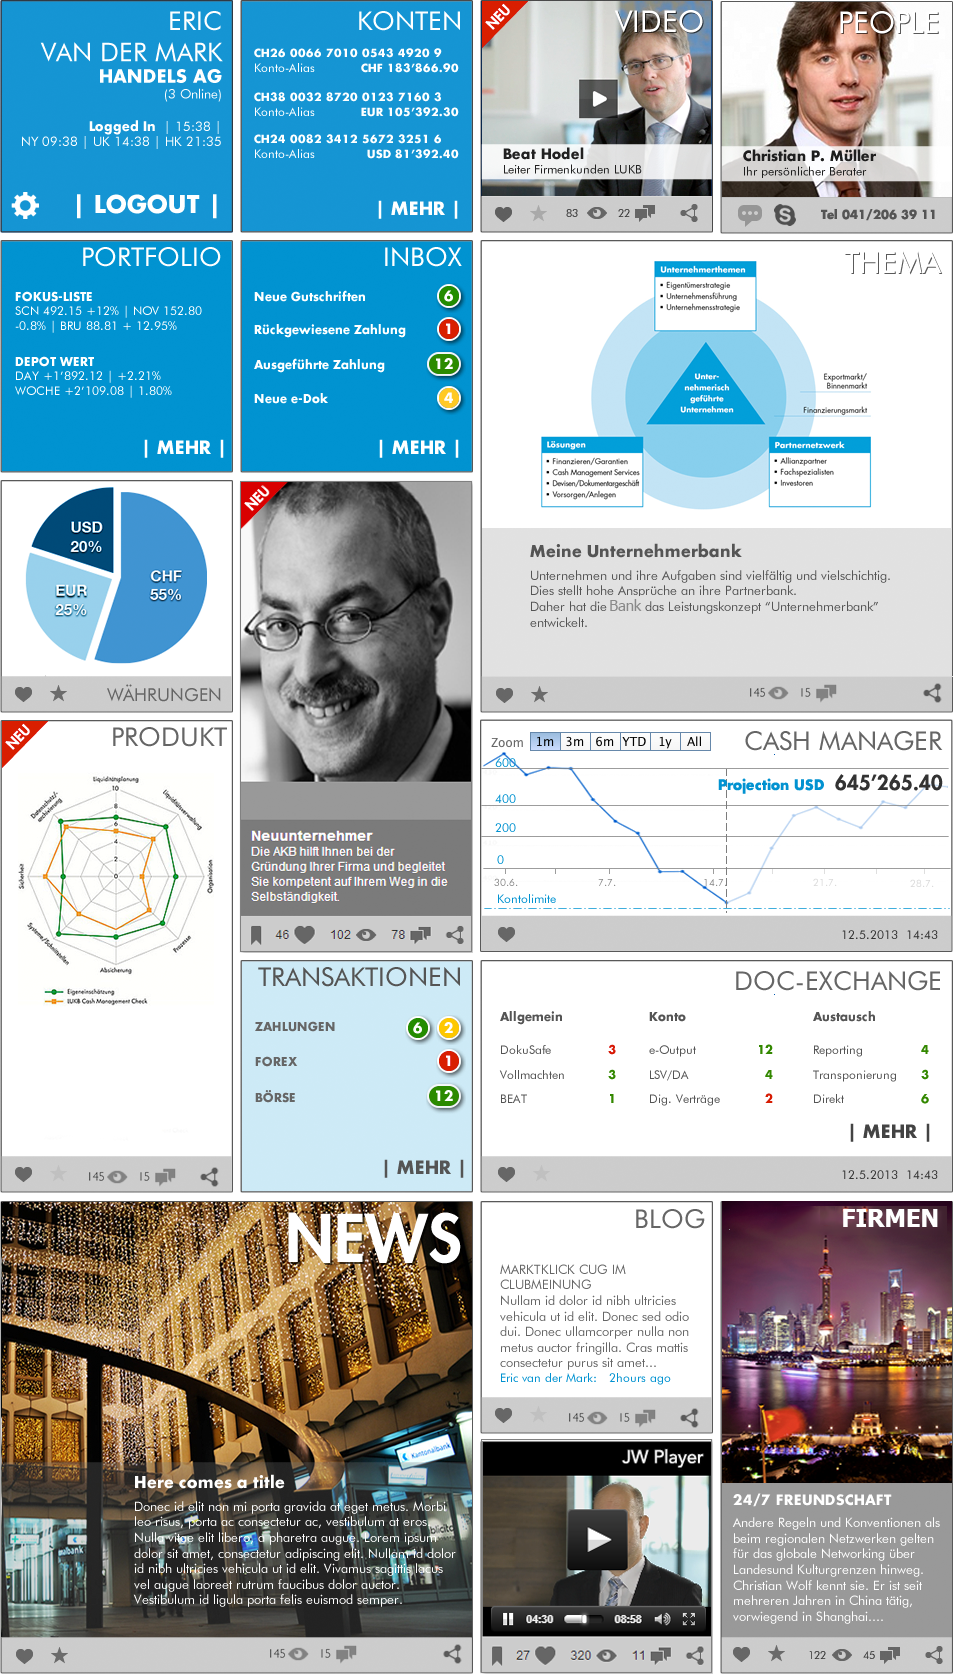 ERIC
VAN DER MARK
HANDELS AG
(3 Online)
Logged In | 15:38 |
NY 09:38 | UK 14:38 | HK 21:35
| LOGOUT |
KONTEN
CH26 0066 7010 0543 4920 9
Konto-Alias CHF 183’866.90
CH38 0032 8720 0123 7160 3
Konto-Alias EUR 105’392.30
CH24 0082 3412 5672 3251 6
Konto-Alias USD 81’392.40
| MEHR |
NEU
VIDEO
Beat Hodel
Leiter Firmenkunden LUKB
83 22
PEOPLE
Christian P. Müller
Ihr persönlicher Berater
Tel 041/206 39 11
PORTFOLIO
FOKUS-LISTE
SCN 492.15 +12% | NOV 152.80
-0.8% | BRU 88.81 + 12.95%
DEPOT WERT
DAY +1’892.12 | +2.21%
WOCHE +2’109.08 | 1.80%
| MEHR |
INBOX
Neue Gutschriften 6
Rückgewiesene Zahlung 1
Ausgeführte Zahlung 12
Neue e-Dok 4
| MEHR |
THEMA
Unternehmerthemen
• Eigentümerstrategie
• Unternehmensführung
• Unternehmensstrategie
Unter-
nehmerisch
geführte
Unternehmen
Exportmarkt/
Binnenmarkt
Finanzierungsmarkt
Lösungen
• Finanzieren/Garantien
• Cash Management Services
• Devisen/Dokumentargeschäft
• Vorsorgen/Anlegen
Partnernetzwerk
• Allianzpartner
• Fachspezialisten
• Investoren
Meine Unternehmerbank
Unternehmen und ihre Aufgaben sind vielfältig und vielschichtig.
Dies stellt hohe Ansprüche an ihre Partnerbank.
Daher hat die Bank das Leistungskonzept “Unternehmerbank”
entwickelt.
145 15
USD
20%
EUR
25%
CHF
55%
WÄHRUNGEN
NEU
Neuunternehmer
Die AKB hilft Ihnen bei der
Gründung Ihrer Firma und begleitet
Sie kompetent auf Ihrem Weg in die
Selbständigkeit.
46 102 78
NEU
PRODUKT
Liquiditätsplanung
Liquiditätsverwaltung
Organisation
Prozesse
Absicherung
Systeme/Schnittstellen
Sicherheit
Datenschutz/-
archivierung
10
8
6
4
2
0
Eigeneinschätzung
LUKB Cash Management Check
145 15
CASH MANAGER
Zoom 1m 3m 6m YTD 1y All
Projection USD 645’265.40
600
400
200
0
30.6. 7.7. 14.7. 21.7. 28.7.
Kontolimite
12.5.2013 14:43
TRANSAKTIONEN
ZAHLUNGEN 6 2
FOREX 1
BÖRSE 12
| MEHR |
DOC-EXCHANGE
Allgemein Konto Austausch
DokuSafe 3 e-Output 12 Reporting 4
Vollmachten 3 LSV/DA 4 Transponierung 3
BEAT 1 Dig. Verträge 2 Direkt 6
| MEHR |
12.5.2013 14:43
NEWS
Kantonalbank
Here comes a title
Donec id elit non mi porta gravida at eget metus. Morbi
leo risus, porta ac consectetur ac, vestibulum at eros.
Nulla vitae elit libero, a pharetra augue. Lorem ipsum
dolor sit amet, consectetur adipiscing elit. Nullam id dolor
id nibh ultricies vehicula ut id elit. Vivamus sagittis lacus
vel augue laoreet rutrum faucibus dolor auctor.
Vestibulum id ligula porta felis euismod semper.
145 15
BLOG
MARKTKLICK CUG IM
CLUBMEINUNG
Nullam id dolor id nibh ultricies
vehicula ut id elit. Donec sed odio
dui. Donec ullamcorper nulla non
metus auctor fringilla. Cras mattis
consectetur purus sit amet...
Eric van der Mark: 2hours ago
145 15
JW Player
04:30 08:58
27 320 11
FIRMEN
24/7 FREUNDSCHAFT
Andere Regeln und Konventionen als
beim regionalen Netzwerken gelten
für das globale Networking über
Landesund Kulturgrenzen hinweg.
Christian Wolf kennt sie. Er ist seit
mehreren Jahren in China tätig,
vorwiegend in Shanghai....
122 45